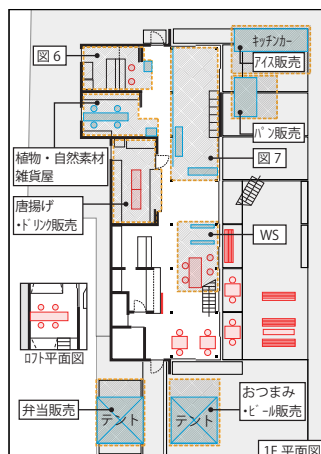 図6
キッチンカー
アイス販売
パン販売
図7
植物・自然素材
雑貨屋
唐揚げ
・ドリンク販売
WS
ロフト平面図
弁当販売
テント
テント
おつまみ
・ビール販売
1F 平面図